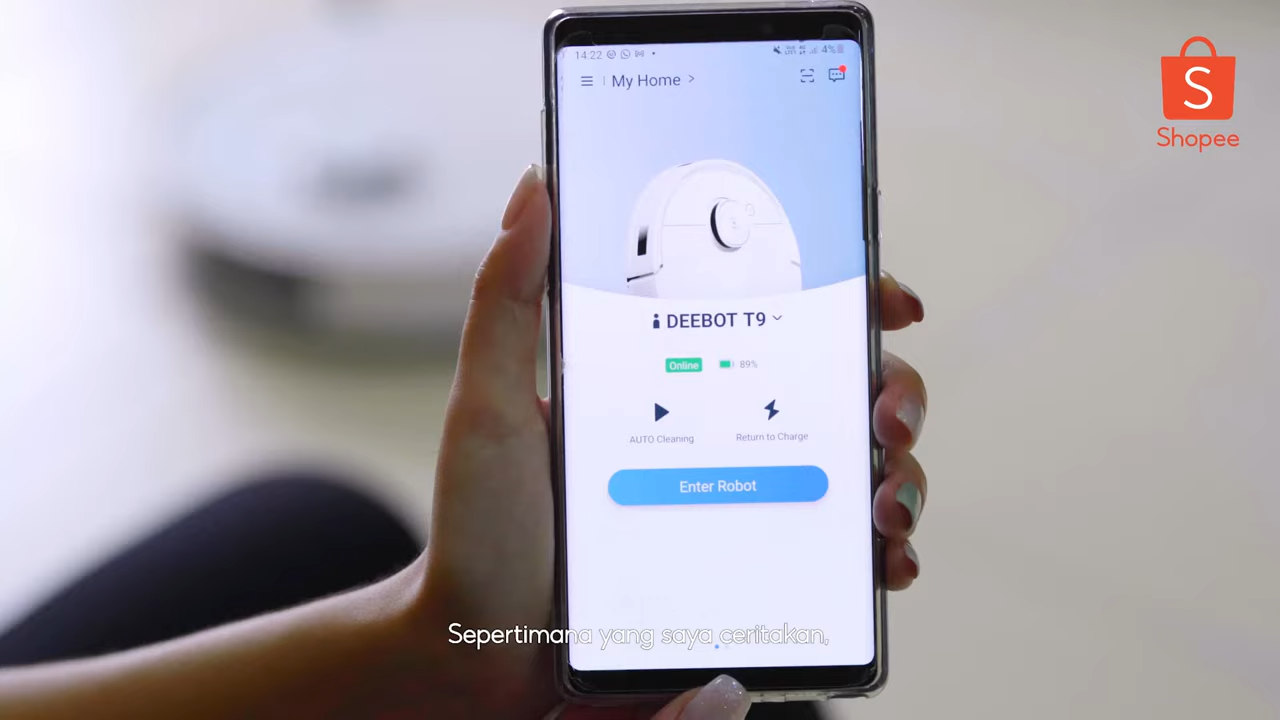 14:22
4%
My Home >
S
Shopee
DEEBOT T9
Online
89%
AUTO Cleaning
Return to Charge
Enter Robot
Sepertimana yang saya ceritakan,